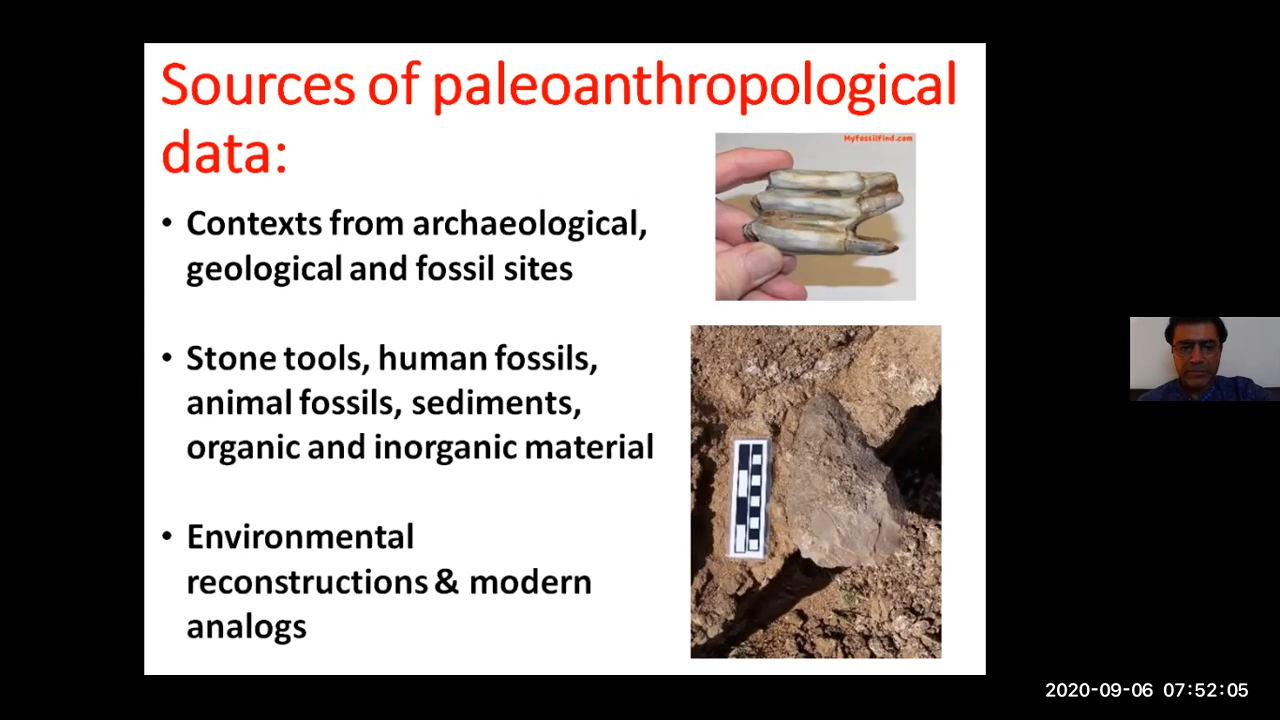 Sources of paleoanthropological
data:
MyFossilFind.com
• Contexts from archaeological,
geological and fossil sites
• Stone tools, human fossils,
animal fossils, sediments,
organic and inorganic material
• Environmental
reconstructions & modern
analogs
2020-09-06 07:52:05